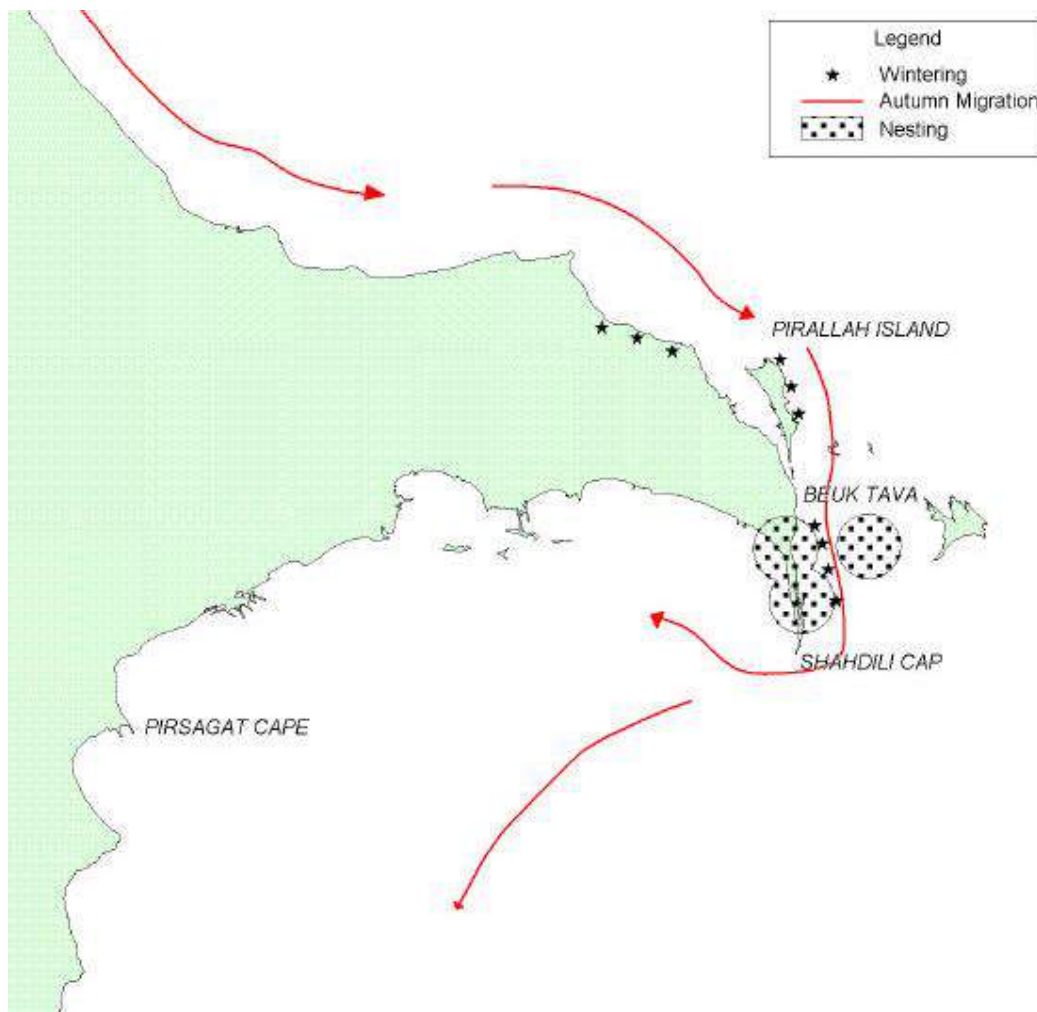 Legend
Wintering
Autumn Migration
Nesting
PIRALLAH ISLAND
BEUK TAVA
SHAHDILI CAP
PIRSAGAT CAPE